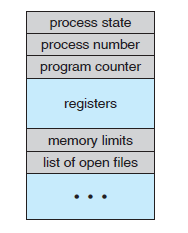 process state
process number
program counter
registers
memory limits
list of open files
• • •